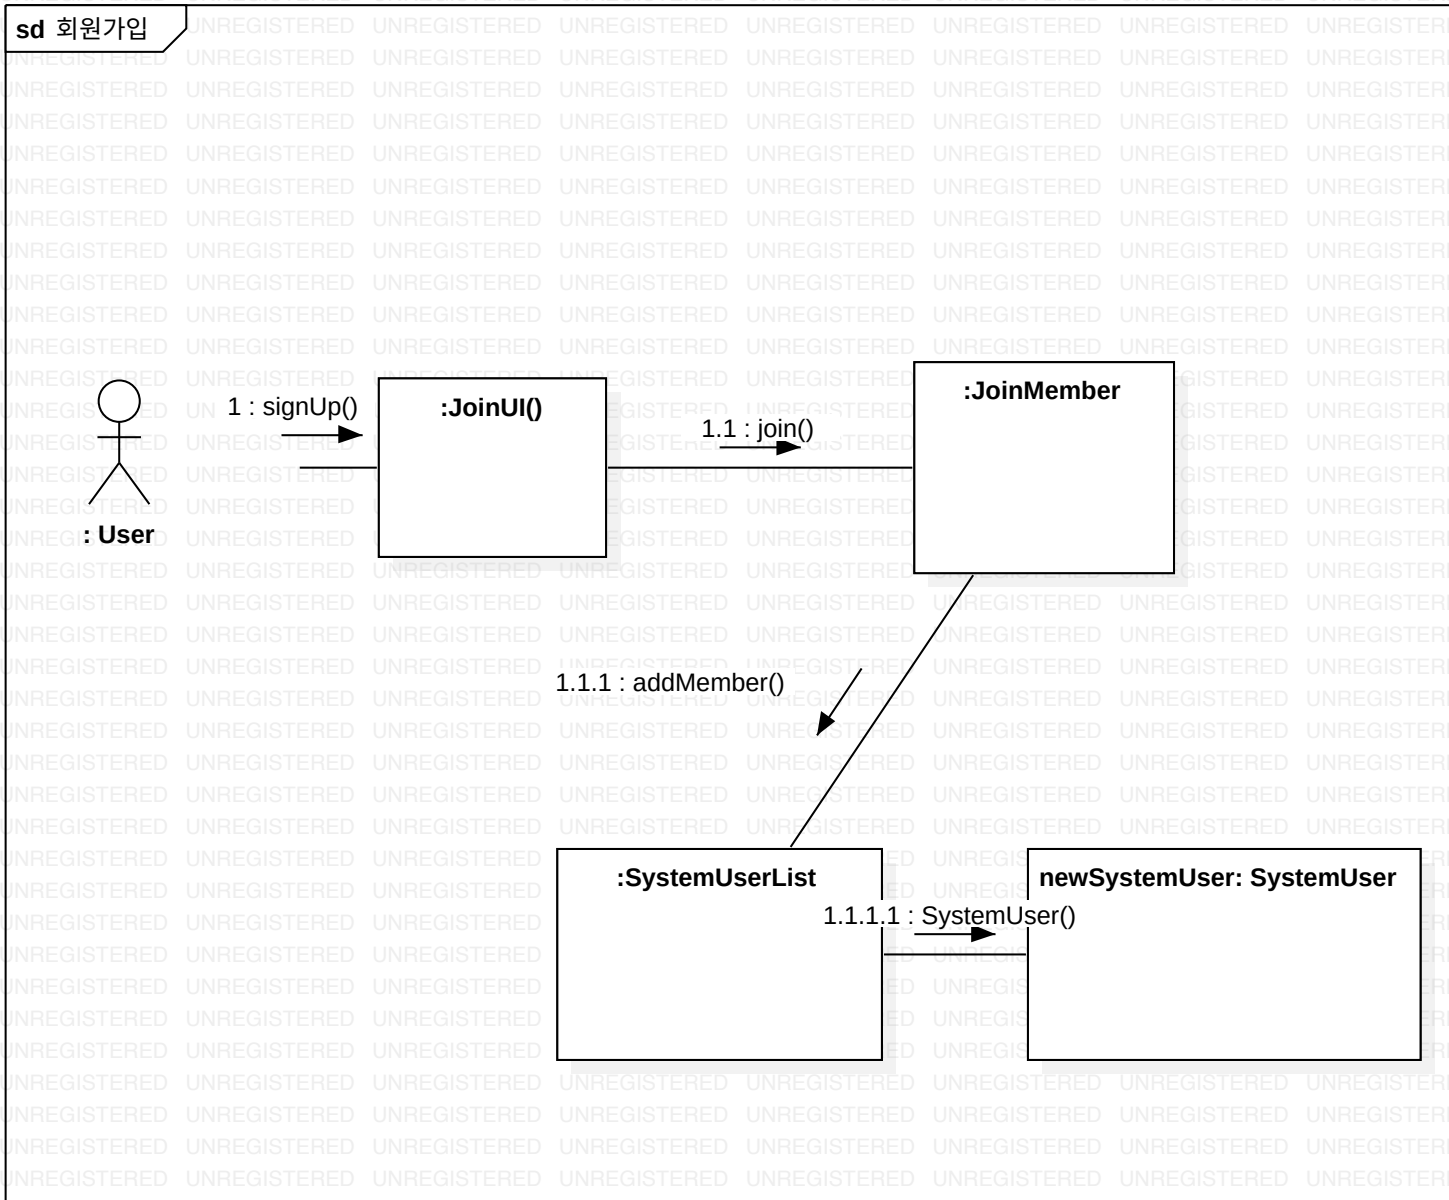 sd 회원가입
1 : signUp()
:JoinUI()
1.1 : join()
:JoinMember
: User
1.1.1 : addMember()
:SystemUserList
newSystemUser: SystemUser
1.1.1.1 : SystemUser()
UNREGISTERED